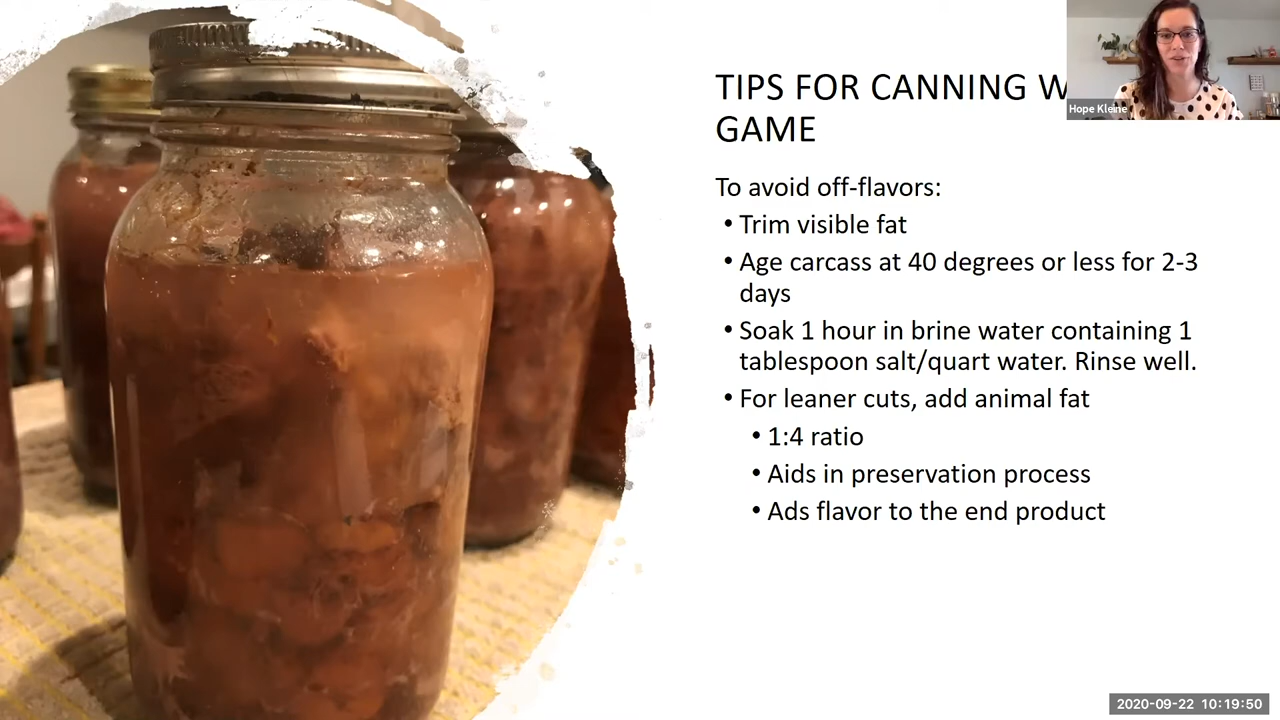 TIPS FOR CANNING W
GAME
Hope Kleine
To avoid off-flavors:
• Trim visible fat
• Age carcass at 40 degrees or less for 2-3
days
• Soak 1 hour in brine water containing 1
tablespoon salt/quart water. Rinse well.
• For leaner cuts, add animal fat
• 1:4 ratio
• Aids in preservation process
• Ads flavor to the end product
2020-09-22 10:19:50